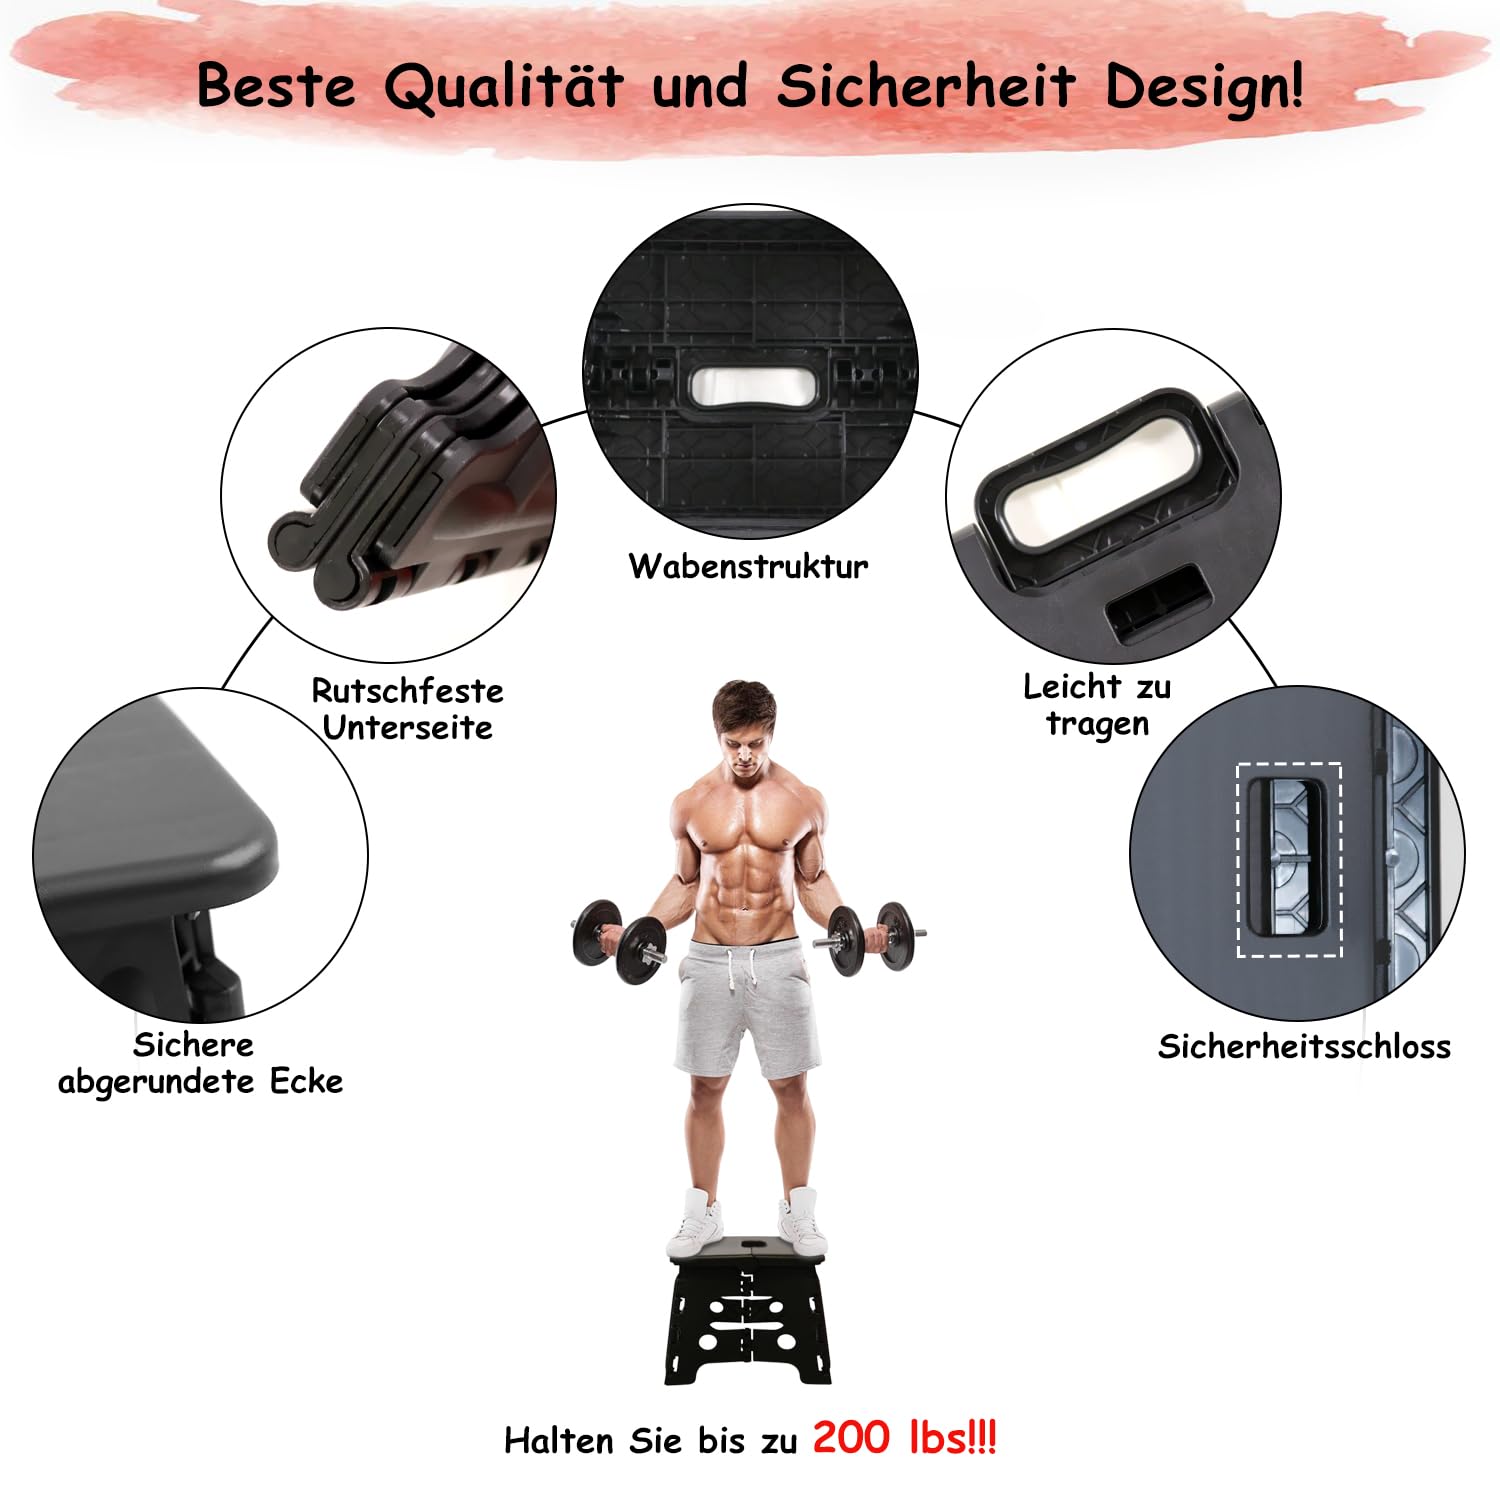 Beste Qualität und Sicherheit Design!
Wabenstruktur
Rutschfeste
Unterseite
Leicht zu
tragen
Sichere
abgerundete Ecke
Sicherheitsschloss
Halten Sie bis zu 200 lbs!!!